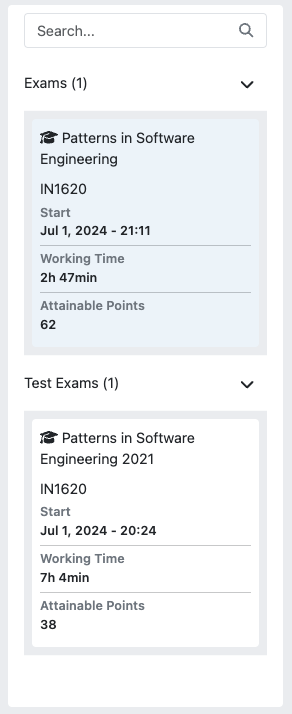 Search...
Exams (1)
Patterns in Software
Engineering
IN1620
Start
Jul 1, 2024 - 21:11
Working Time
2h 47min
Attainable Points
62
Test Exams (1)
Patterns in Software
Engineering 2021
IN1620
Start
Jul 1, 2024 - 20:24
Working Time
7h 4min
Attainable Points
38